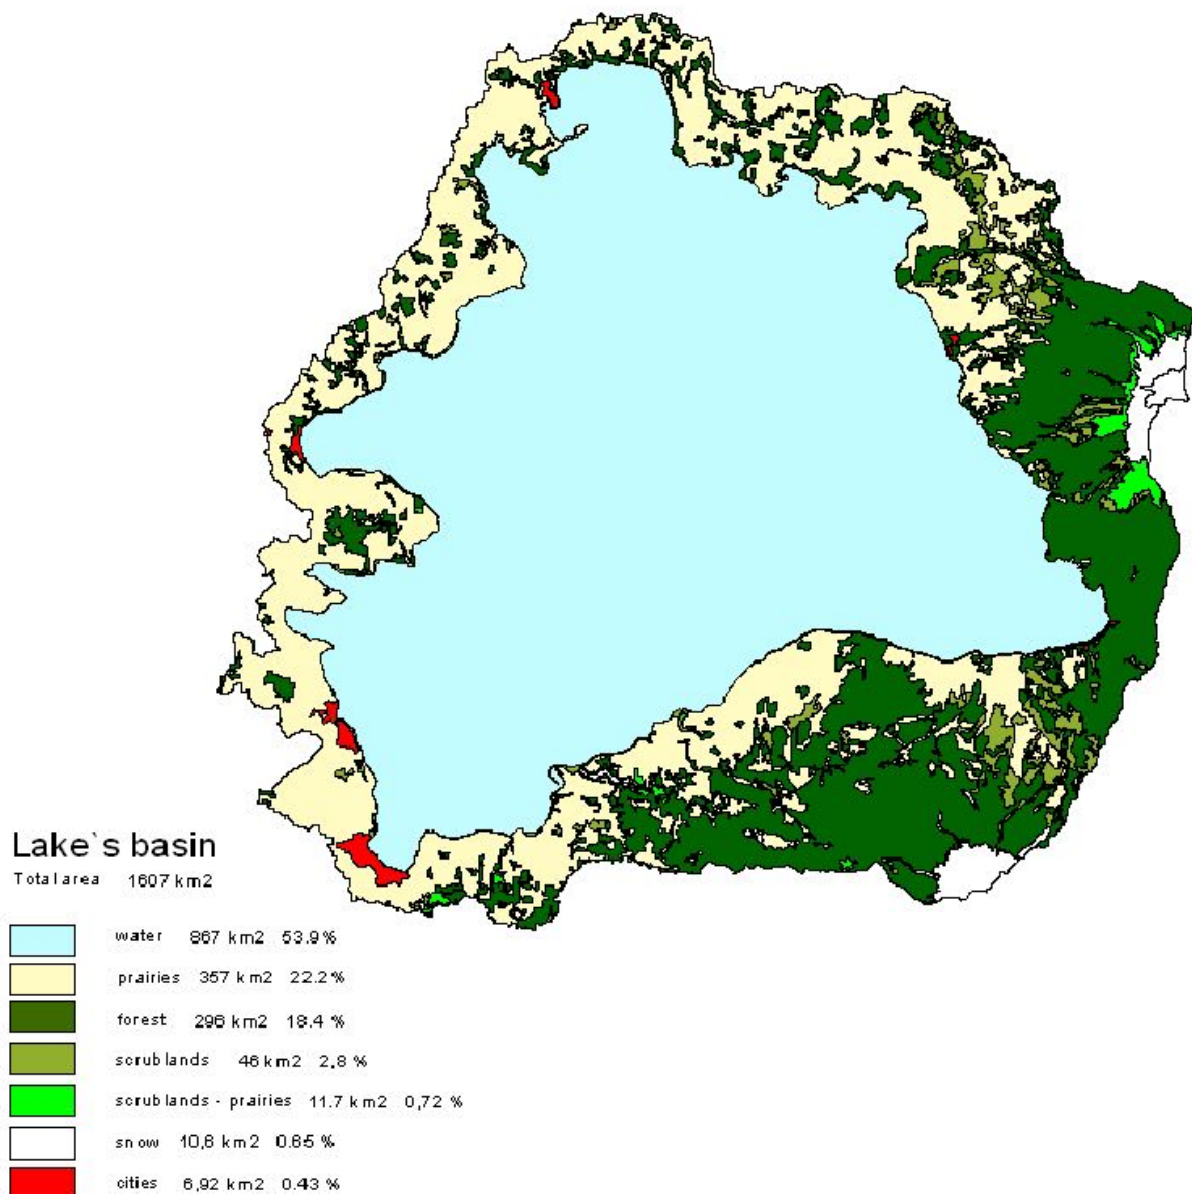 Lake`s basin
Total area 1607 km2
water 867 km2 53.9 %
prairies 357 km2 22.2 %
forest 296 km2 18.4 %
scrublands 46 km2 2,8 %
scrublands - prairies 11.7 km2 0,72 %
snow 10,6 km2 0.65 %
cities 6,92 km2 0.43 %